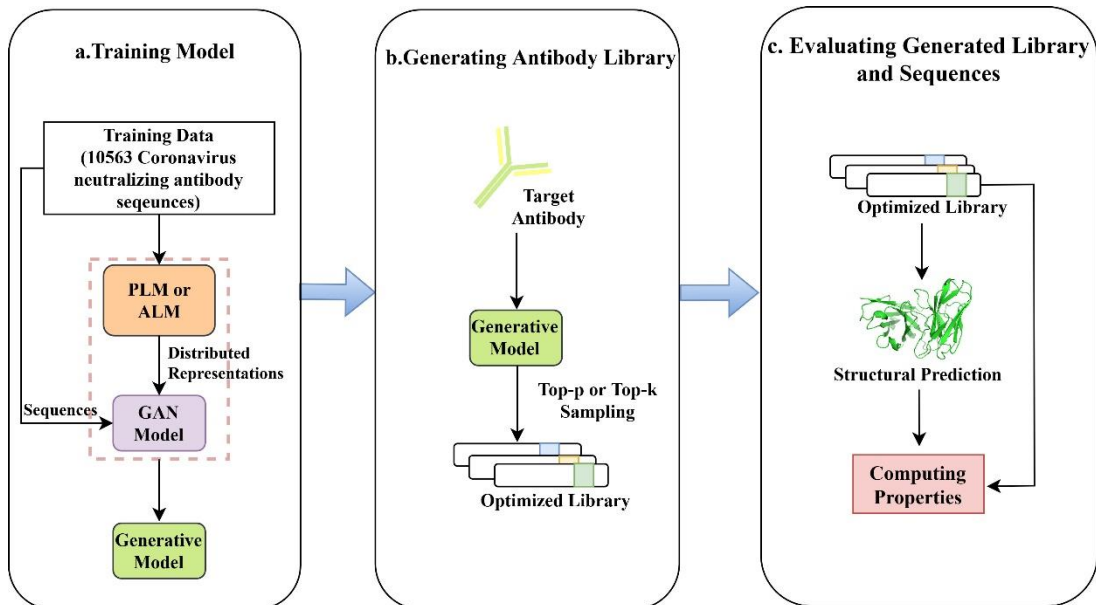 a.Training Model
Training Data
(10563 Coronavirus
neutralizing antibody
seqeunces)
PLM or
ALM
Distributed
Representations
Sequences
GAN
Model
Generative
Model
b.Generating Antibody Library
Target
Antibody
Generative
Model
Top-p or Top-k
Sampling
Optimized Library
c. Evaluating Generated Library
and Sequences
Optimized Library
Structural Prediction
Computing
Properties